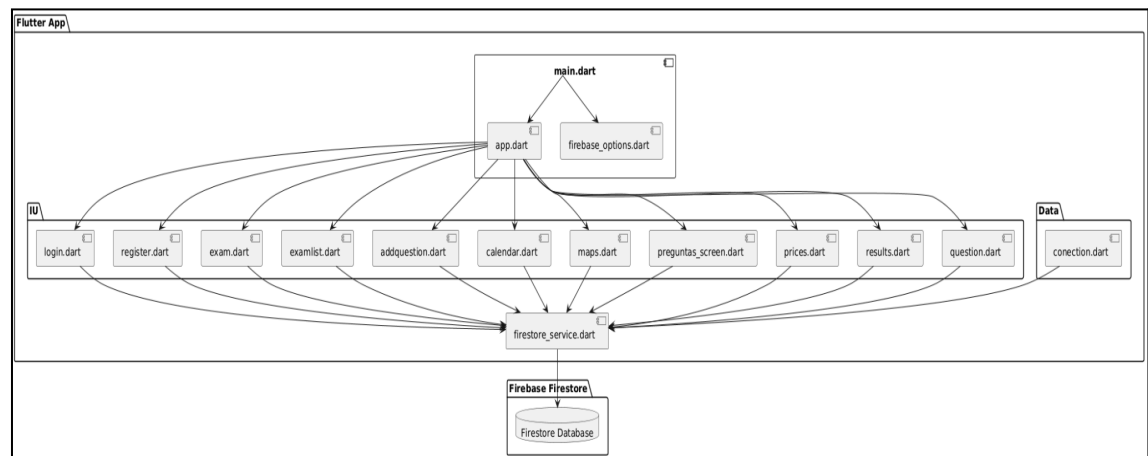 Flutter App
main.dart
app.dart
firebase_options.dart
IU
Data
login.dart
register.dart
exam.dart
examlist.dart
addquestion.dart
calendar.dart
maps.dart
preguntas_screen.dart
prices.dart
results.dart
question.dart
conection.dart
firestore_service.dart
Firebase Firestore
Firestore Database